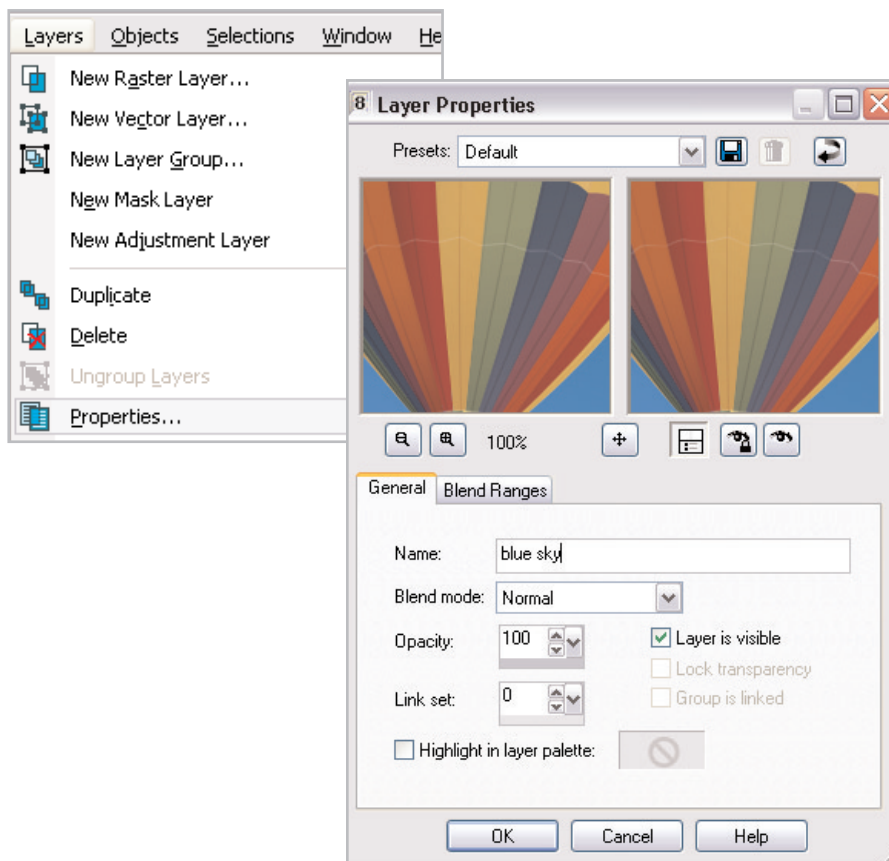 Layers Objects Selections Window He
New Raster Layer...
New Vector Layer...
New Layer Group...
New Mask Layer
New Adjustment Layer
Duplicate
Delete
Ungroup Layers
Properties...
8 Layer Properties
Presets: Default
100%
General Blend Ranges
Name: blue sky
Blend mode: Normal
Opacity: 100 Layer is visible
Lock transparency
Link set: 0 Group is linked
Highlight in layer palette:
OK Cancel Help